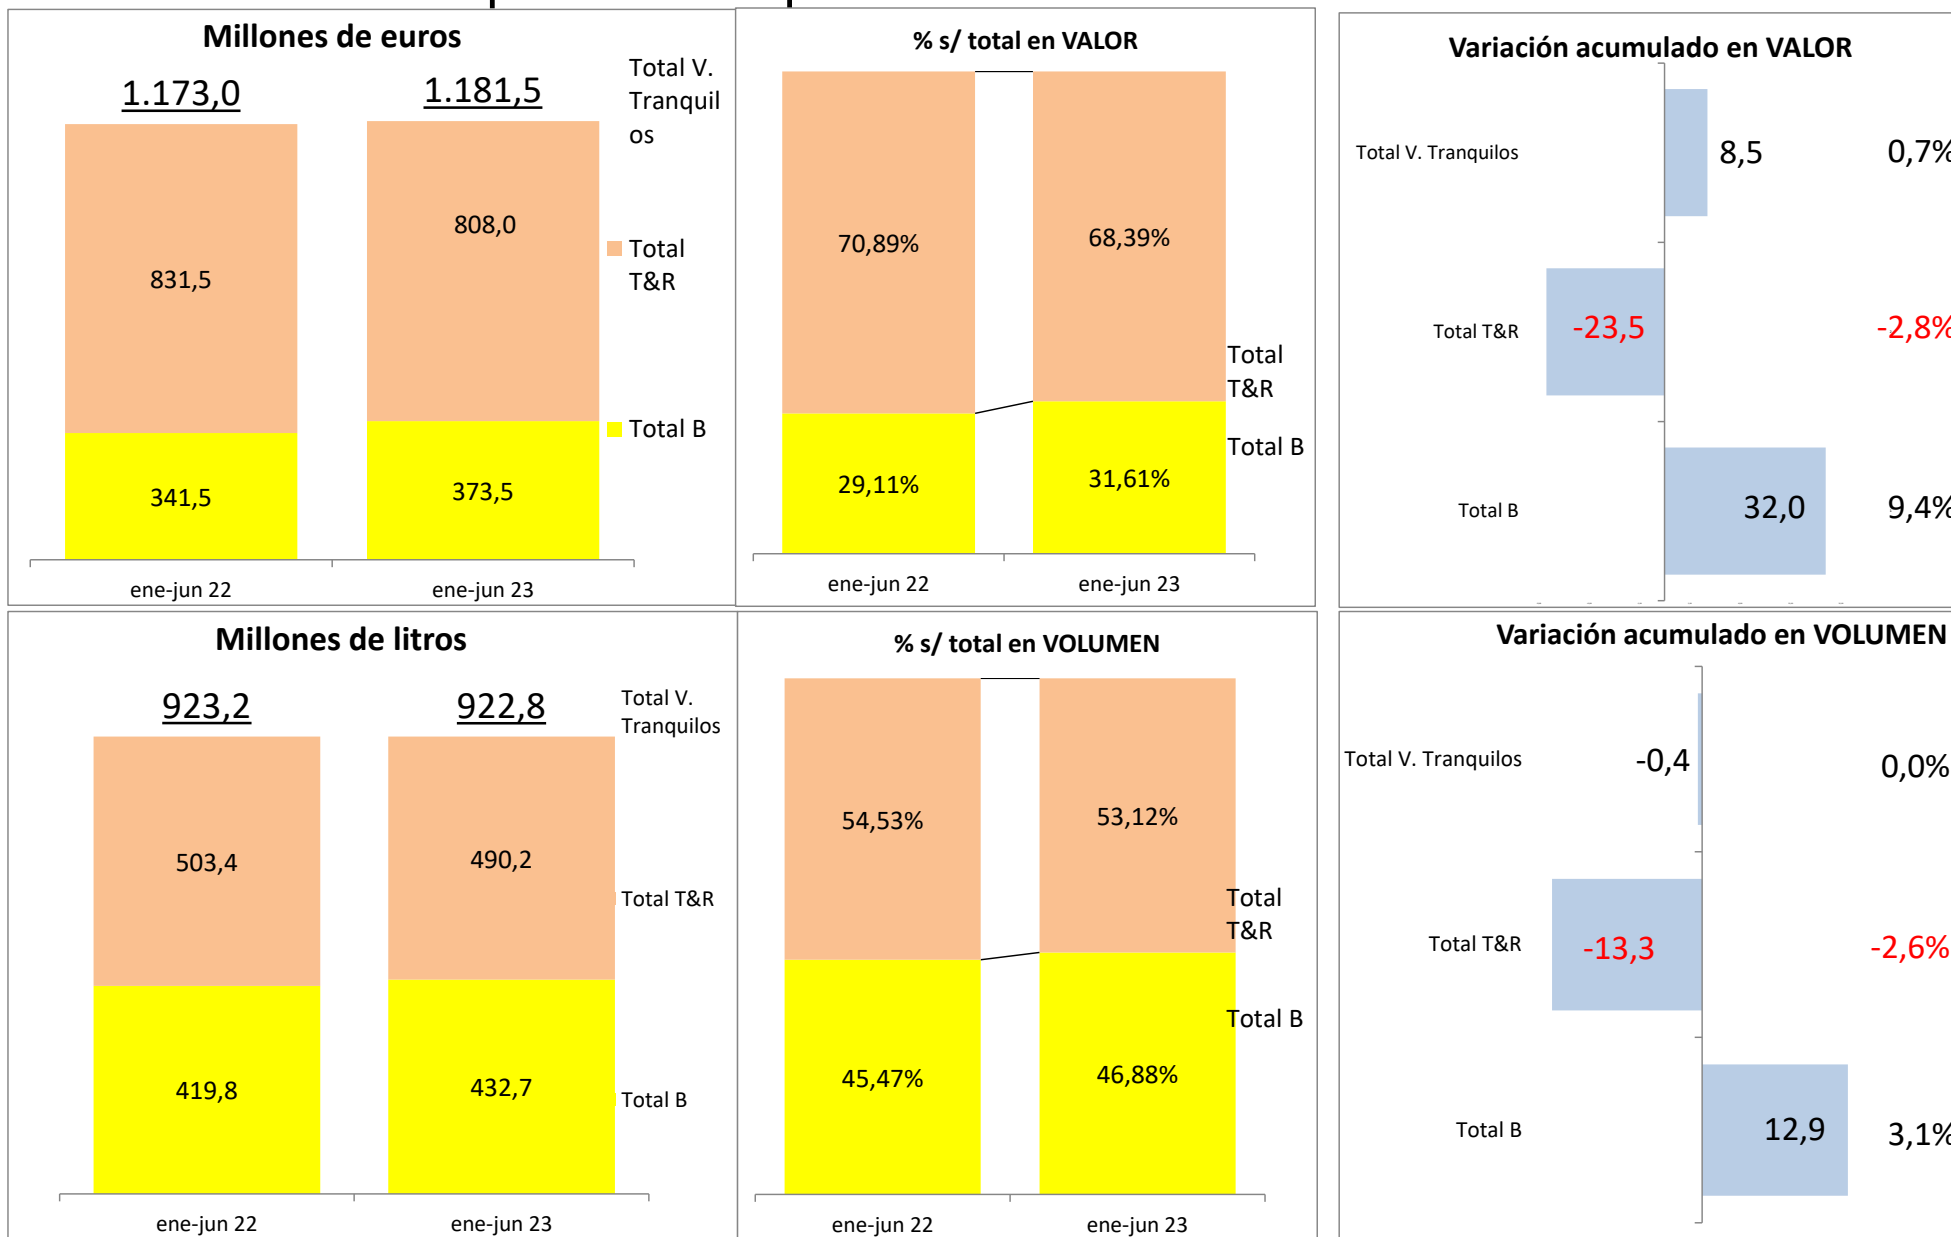 Millones de euros
1.173,0
1.181,5
Total V.
Tranquil
os
831,5
808,0
Total
T&R
341,5
373,5
Total B
ene-jun 22
ene-jun 23
% s/ total en VALOR
70,89%
68,39%
Total
T&R
29,11%
31,61%
Total B
ene-jun 22
ene-jun 23
Variación acumulado en VALOR
Total V. Tranquilos
8,5
0,7%
Total T&R
-23,5
-2,8%
Total B
32,0
9,4%
Millones de litros
923,2
922,8
Total V.
Tranquilos
503,4
490,2
Total T&R
419,8
432,7
Total B
ene-jun 22
ene-jun 23
% s/ total en VOLUMEN
54,53%
53,12%
Total
T&R
45,47%
46,88%
Total B
ene-jun 22
ene-jun 23
Variación acumulado en VOLUMEN
Total V. Tranquilos
-0,4
0,0%
Total T&R
-13,3
-2,6%
Total B
12,9
3,1%